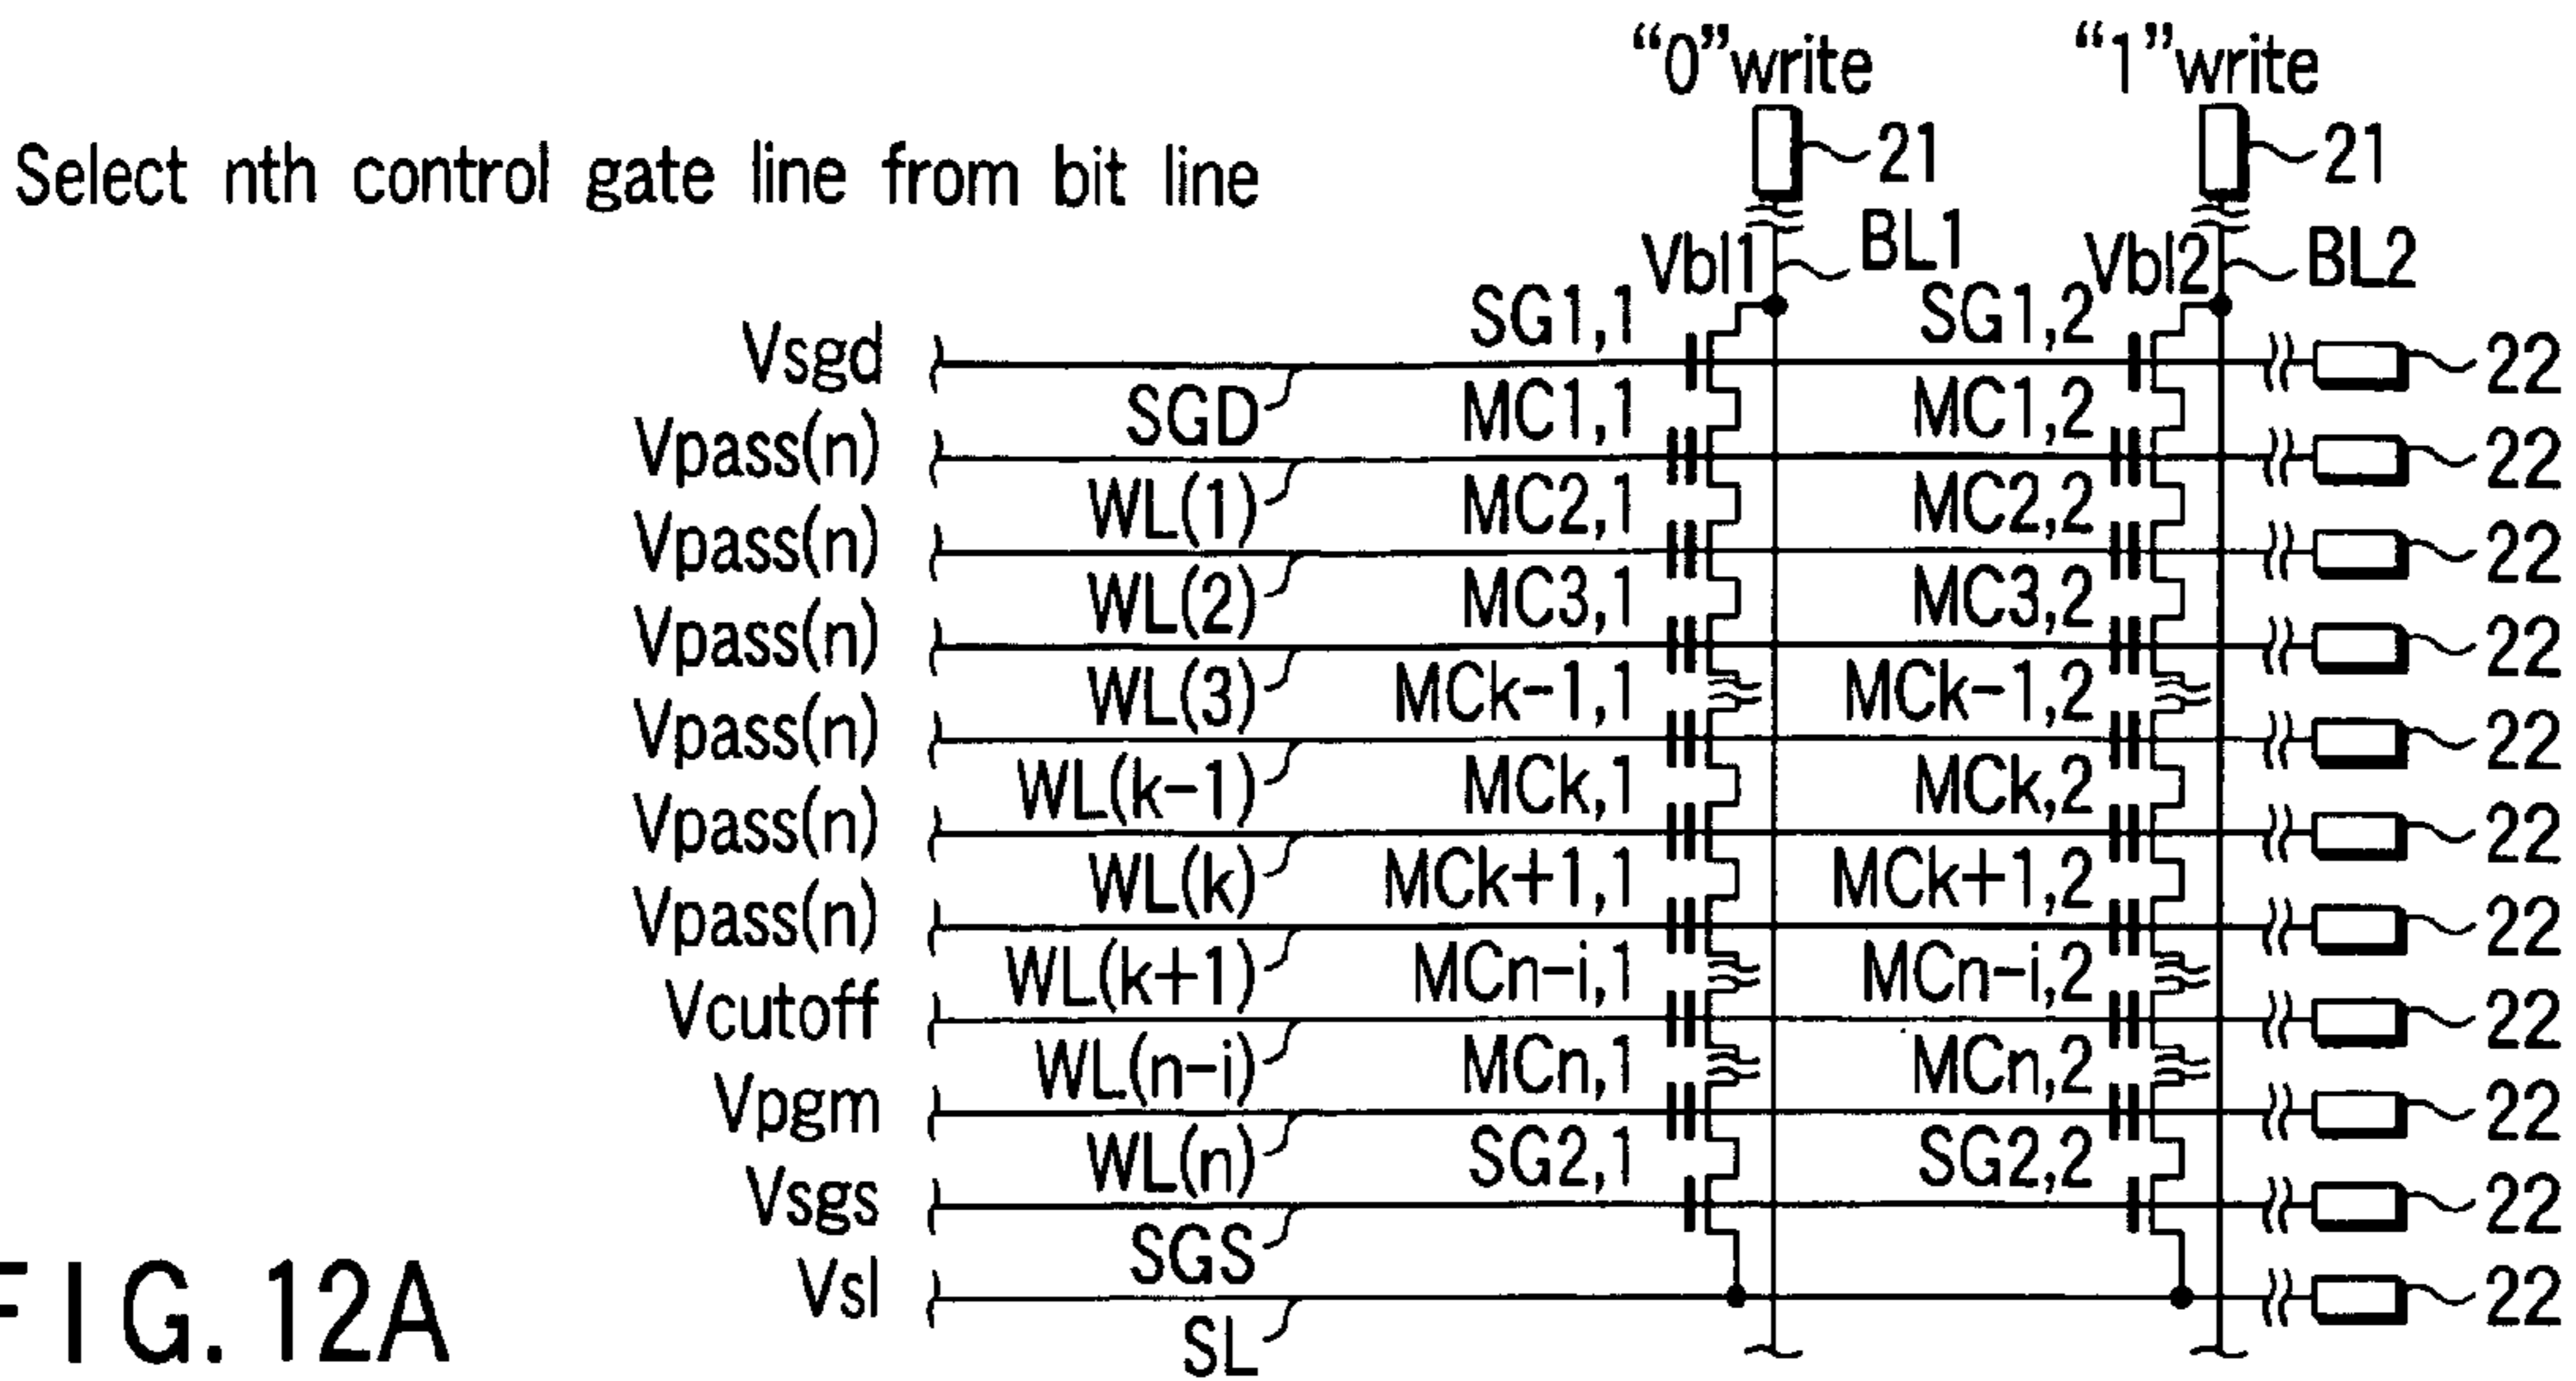 “0”write “1”write
21 21
Select nth control gate line from bit line
Vbl1 BL1 Vbl2 BL2
SG1,1 SG1,2
Vsgd 22
SGD MC1,1 MC1,2
Vpass(n) 22
WL(1) MC2,1 MC2,2
Vpass(n) 22
WL(2) MC3,1 MC3,2
Vpass(n) 22
WL(3) MCk-1,1 MCk-1,2
Vpass(n) 22
WL(k-1) MCk,1 MCk,2
Vpass(n) 22
WL(k) MCk+1,1 MCk+1,2
Vpass(n) 22
WL(k+1) MCn-i,1 MCn-i,2
Vcutoff 22
WL(n-i) MCn,1 MCn,2
Vpgm 22
WL(n) SG2,1 SG2,2
Vsgs 22
SGS
Vsl 22
SL
FIG. 12A